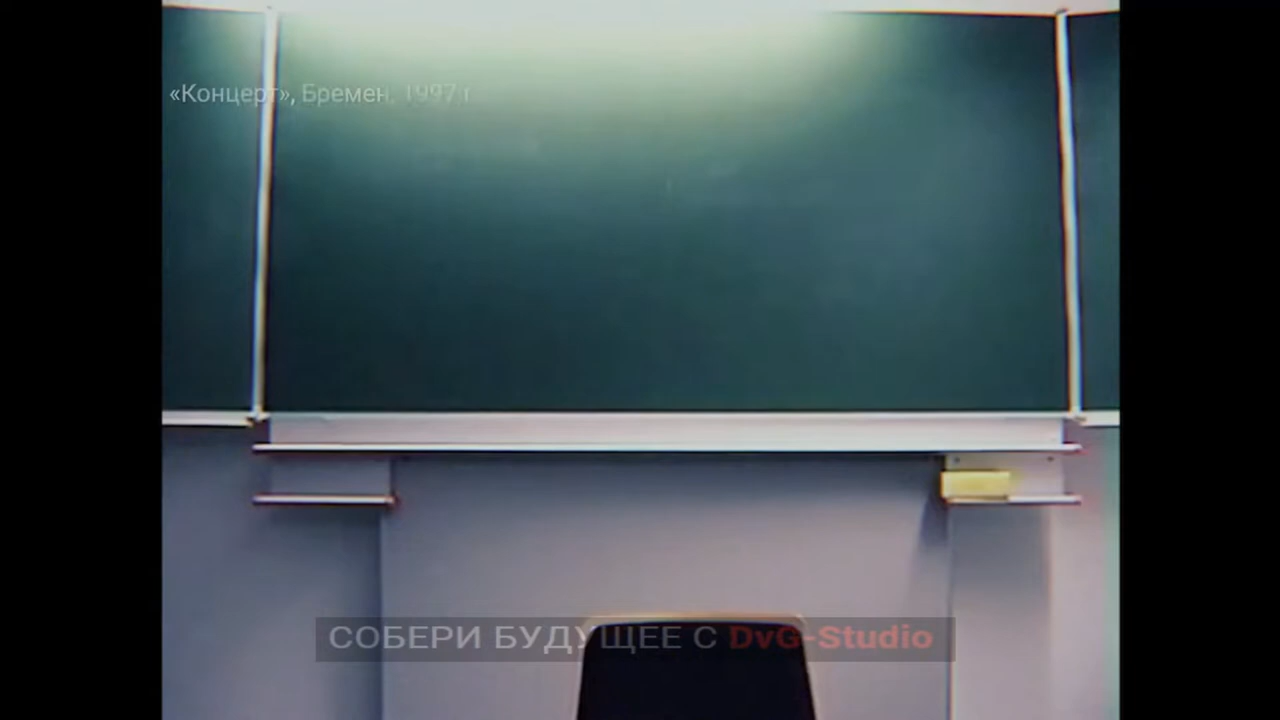 «Концерт», Бремен, 1997 г
СОБЕРИ БУДУЩЕЕ С DvG-Studio